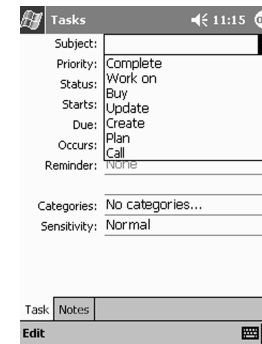 Tasks 11:15
Subject:
Priority: Complete
Status: Work on
Buy
Starts: Update
Due: Create
Occurs: Plan
Call
Reminder: None
Categories: No categories...
Sensitivity: Normal
Task Notes
Edit